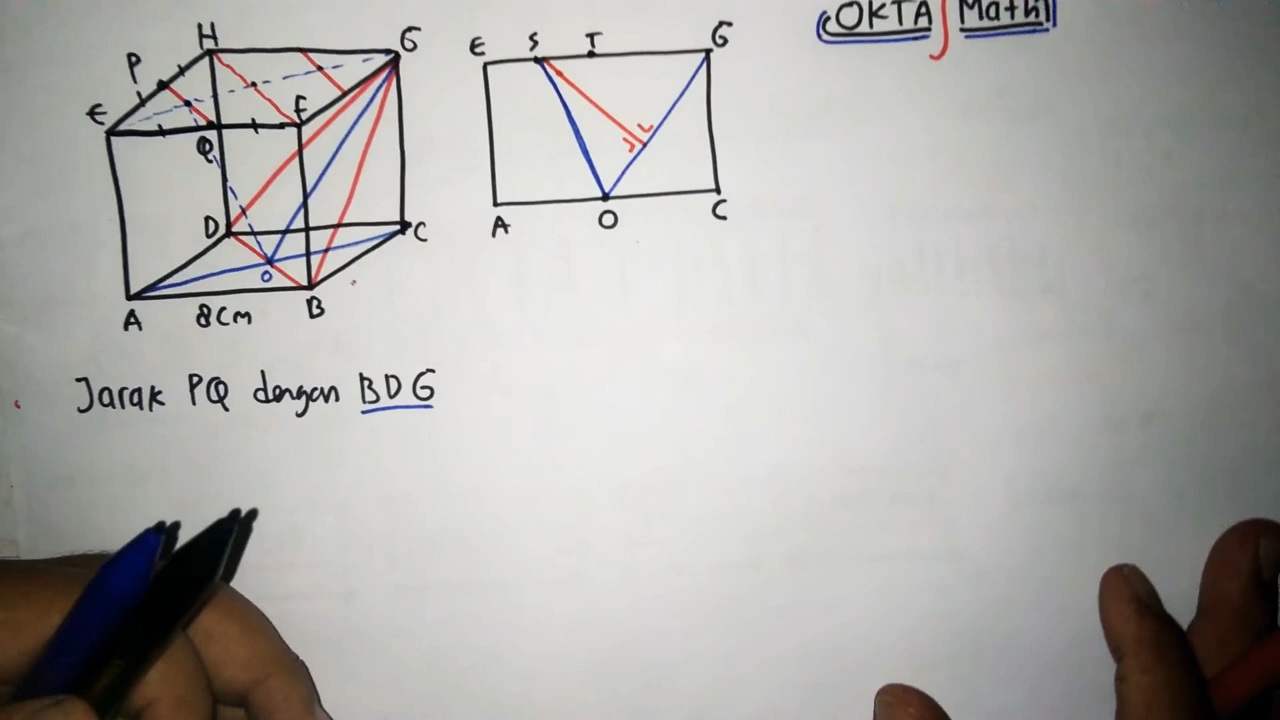 OKTA Math
H G
P
E F
Q
D C
O
A 8cm B
E S T G
A O C
Jarak PQ dengan BDG